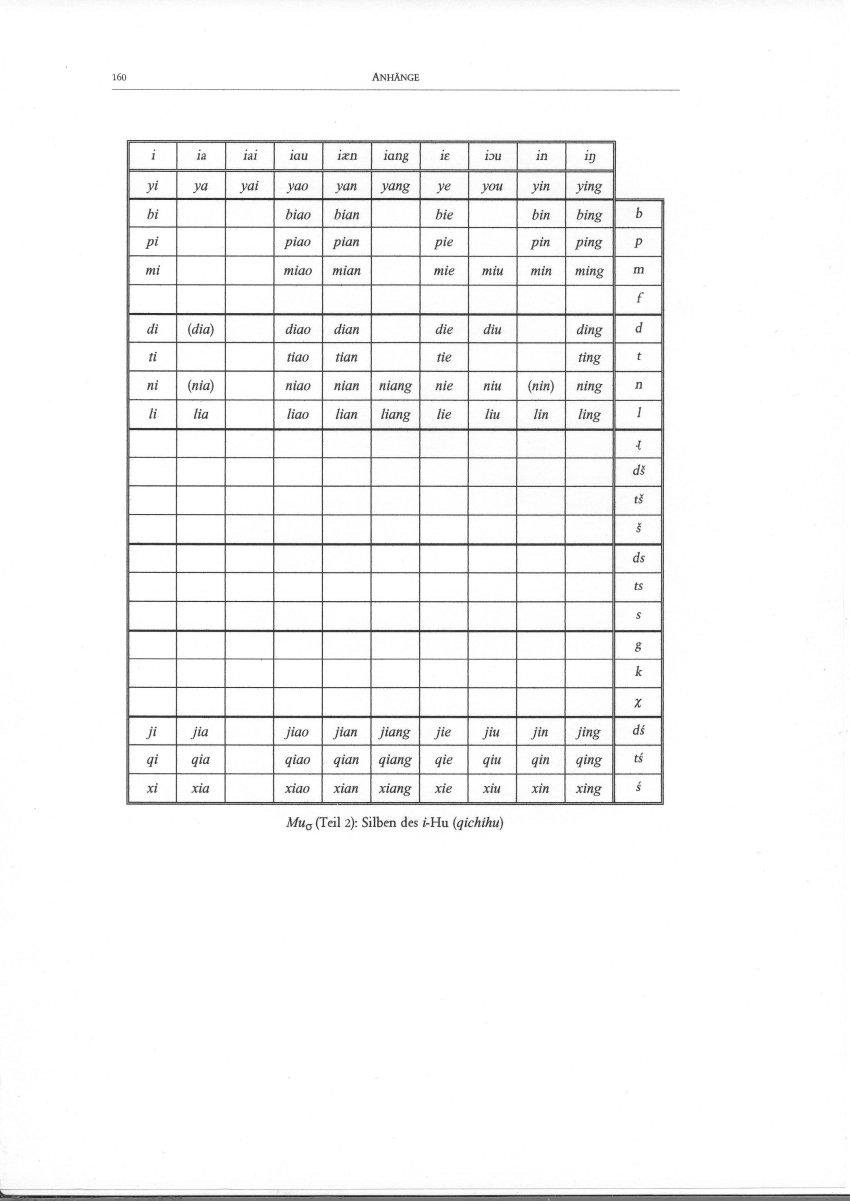 160 ANHÄNGE
i ia iai iau iæn iang iɛ iɔu in iŋ
yi ya yai yao yan yang ye you yin ying
bi biao bian bie bin bing b
pi piao pian pie pin ping p
mi miao mian mie miu min ming m
f
di (dia) diao dian die diu ding d
ti tiao tian tie ting t
ni (nia) niao nian niang nie niu (nin) ning n
li lia liao lian liang lie liu lin ling l
dš
tš
š
ds
ts
s
g
k
χ
ji jia jiao jian jiang jie jiu jin jing dś
qi qia qiao qian qiang qie qiu qin qing tś
xi xia xiao xian xiang xie xiu xin xing ś
Muσ (Teil 2): Silben des i-Hu (qichihu)